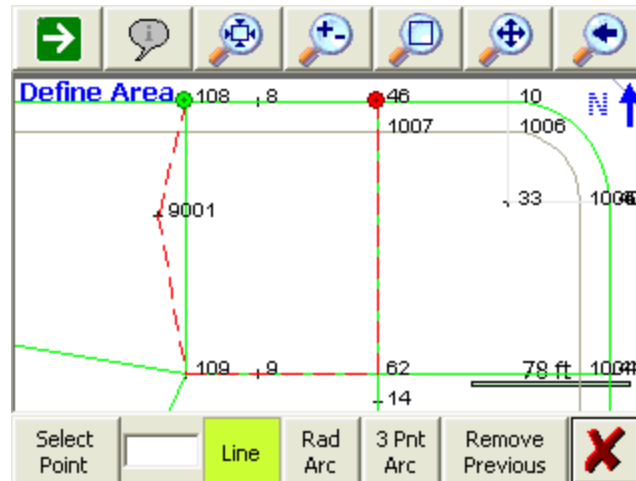 Define Area 108 8 46 10 N
1007 1006
9001 33
109 9 62 78 ft
14
Select Point Line Rad Arc 3 Pnt Arc Remove Previous